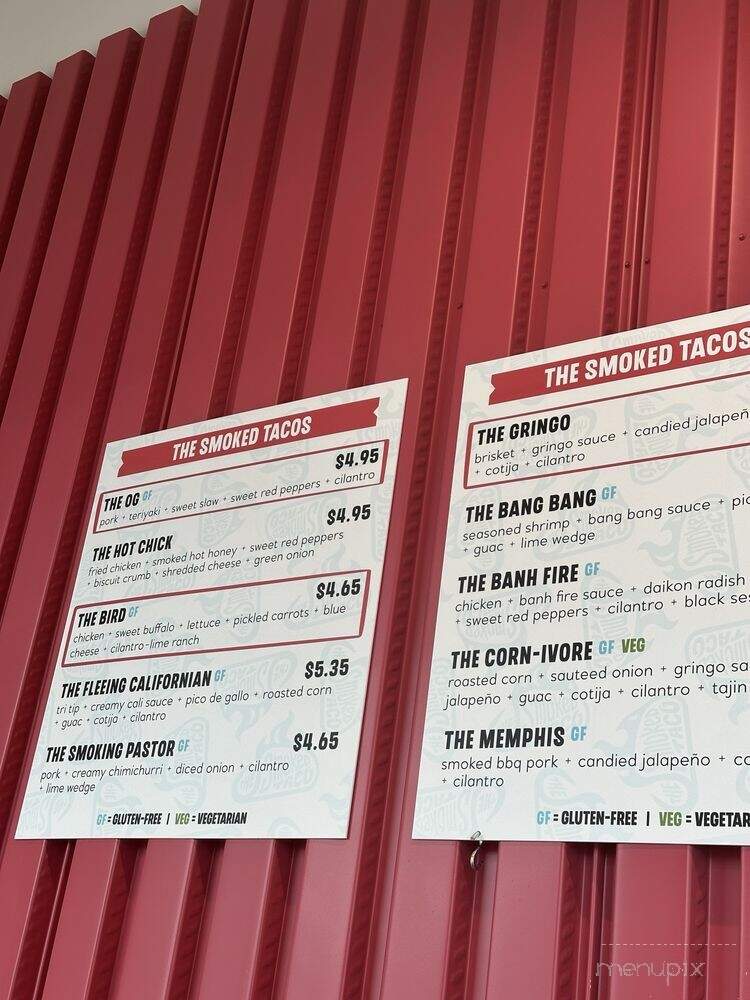 THE SMOKED TACOS
THE OG GF $4.95
pork + teriyaki + sweet slaw + sweet red peppers + cilantro
THE HOT CHICK $4.95
fried chicken + smoked hot honey + sweet red peppers
+ biscuit crumb + shredded cheese + green onion
THE BIRD GF $4.65
chicken + sweet buffalo + lettuce + pickled carrots + blue
cheese + cilantro-lime ranch
THE FLEEING CALIFORNIAN GF $5.35
tri tip + creamy cali sauce + pico de gallo + roasted corn
+ guac + cotija + cilantro
THE SMOKING PASTOR GF $4.65
pork + creamy chimichurri + diced onion + cilantro
+ lime wedge
GF = GLUTEN-FREE | VEG = VEGETARIAN
THE SMOKED TACOS
THE GRINGO
brisket + gringo sauce + candied jalapeñ
+ cotija + cilantro
THE BANG BANG GF
seasoned shrimp + bang bang sauce + pic
+ guac + lime wedge
THE BANH FIRE GF
chicken + banh fire sauce + daikon radish
+ sweet red peppers + cilantro + black ses
THE CORN-IVORE GF VEG
roasted corn + sauteed onion + gringo sa
jalapeño + guac + cotija + cilantro + tajin
THE MEMPHIS GF
smoked bbq pork + candied jalapeño + co
+ cilantro
GF = GLUTEN-FREE | VEG = VEGETAR
menupix